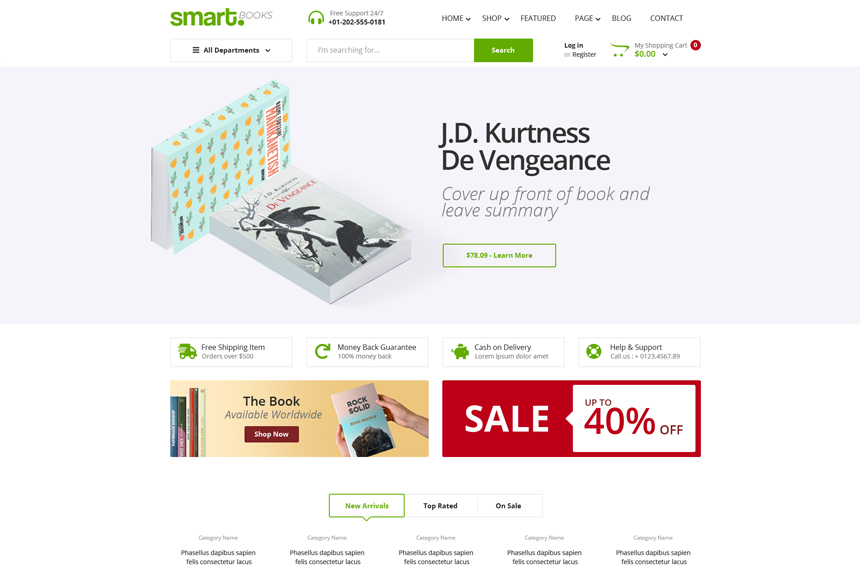 smart. BOOKS
Free Support 24/7
+01-202-555-0181
HOME
SHOP
FEATURED
PAGE
BLOG
CONTACT
All Departments
I'm searching for...
Search
Log in
or Register
My Shopping Cart
0
$0.00
J.D. KURTNESS
DE VENGEANCE
J.D. Kurtness
De Vengeance
Cover up front of book and
leave summary
$78.09 - Learn More
Free Shipping Item
Orders over $500
Money Back Guarantee
100% money back
Cash on Delivery
Lorem ipsum dolor amet
Help & Support
Call us : + 0123.4567.89
The Book
Available Worldwide
Shop Now
ROCK
SOLID
BOOK MOCKUP
SALE
UP TO
40% OFF
New Arrivals
Top Rated
On Sale
Category Name
Category Name
Category Name
Category Name
Category Name
Phasellus dapibus sapien
felis consectetur lacus
Phasellus dapibus sapien
felis consectetur lacus
Phasellus dapibus sapien
felis consectetur lacus
Phasellus dapibus sapien
felis consectetur lacus
Phasellus dapibus sapien
felis consectetur lacus